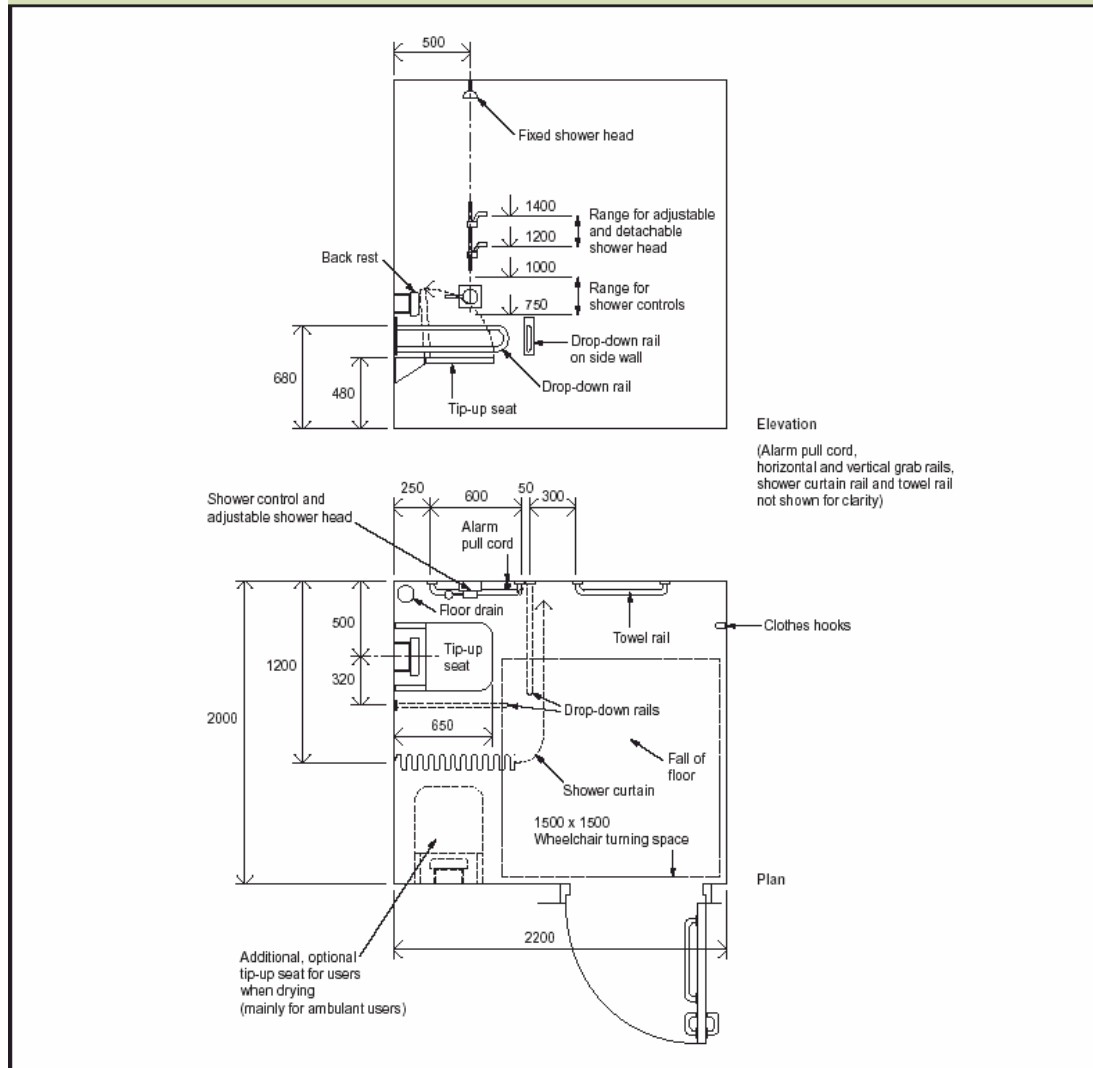 500
Fixed shower head
1400
Range for adjustable
and detachable
shower head
1200
Back rest
1000
Range for
shower controls
750
Drop-down rail
on side wall
680
480
Drop-down rail
Tip-up seat
Elevation
(Alarm pull cord,
horizontal and vertical grab rails,
shower curtain rail and towel rail
not shown for clarity)
Shower control and
adjustable shower head
250
600
50
300
Alarm
pull cord
Floor drain
Towel rail
Clothes hooks
500
1200
320
2000
Tip-up
seat
Drop-down rails
650
Fall of
floor
Shower curtain
1500 x 1500
Wheelchair turning space
Plan
2200
Additional, optional
tip-up seat for users
when drying
(mainly for ambulant users)